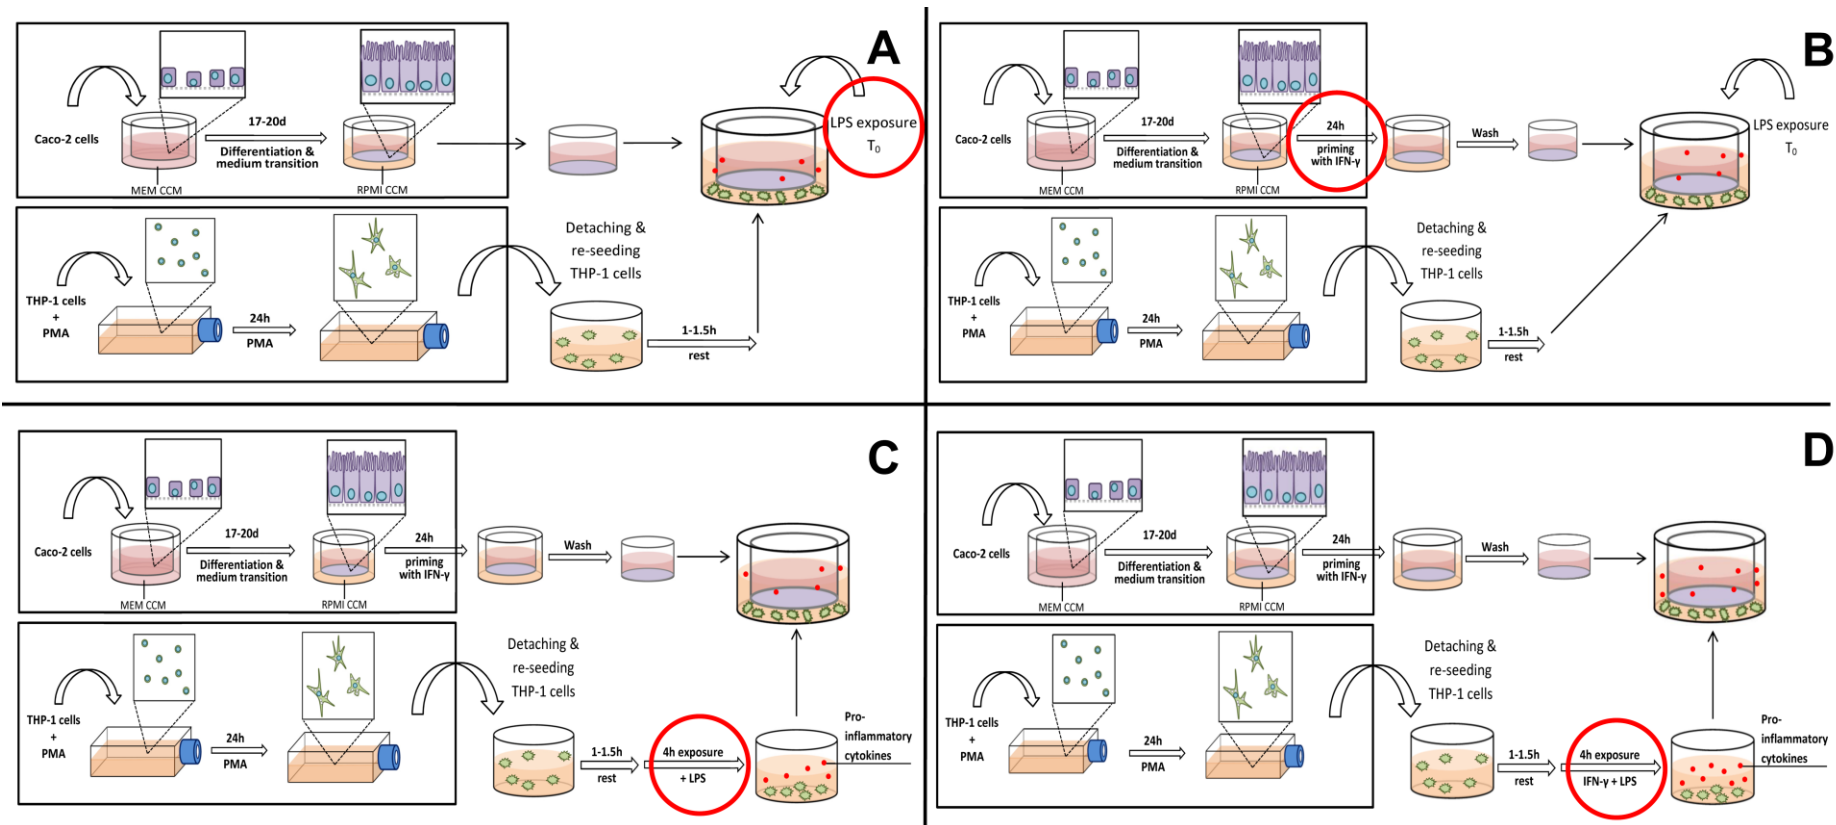 A
Caco-2 cells
17-20d
Differentiation &
medium transition
MEM CCM
RPMI CCM
LPS exposure
T0
THP-1 cells
+
PMA
24h
PMA
Detaching &
re-seeding
THP-1 cells
1-1.5h
rest
B
Caco-2 cells
17-20d
Differentiation &
medium transition
MEM CCM
RPMI CCM
24h
priming
with IFN-γ
Wash
LPS exposure
T0
THP-1 cells
+
PMA
24h
PMA
Detaching &
re-seeding
THP-1 cells
1-1.5h
rest
C
Caco-2 cells
17-20d
Differentiation &
medium transition
MEM CCM
RPMI CCM
24h
priming
with IFN-γ
Wash
THP-1 cells
+
PMA
24h
PMA
Detaching &
re-seeding
THP-1 cells
1-1.5h
rest
4h exposure
+ LPS
Pro-
inflammatory
cytokines
D
Caco-2 cells
17-20d
Differentiation &
medium transition
MEM CCM
RPMI CCM
24h
priming
with IFN-γ
Wash
THP-1 cells
+
PMA
24h
PMA
Detaching &
re-seeding
THP-1 cells
1-1.5h
rest
4h exposure
IFN-γ + LPS
Pro-
inflammatory
cytokines